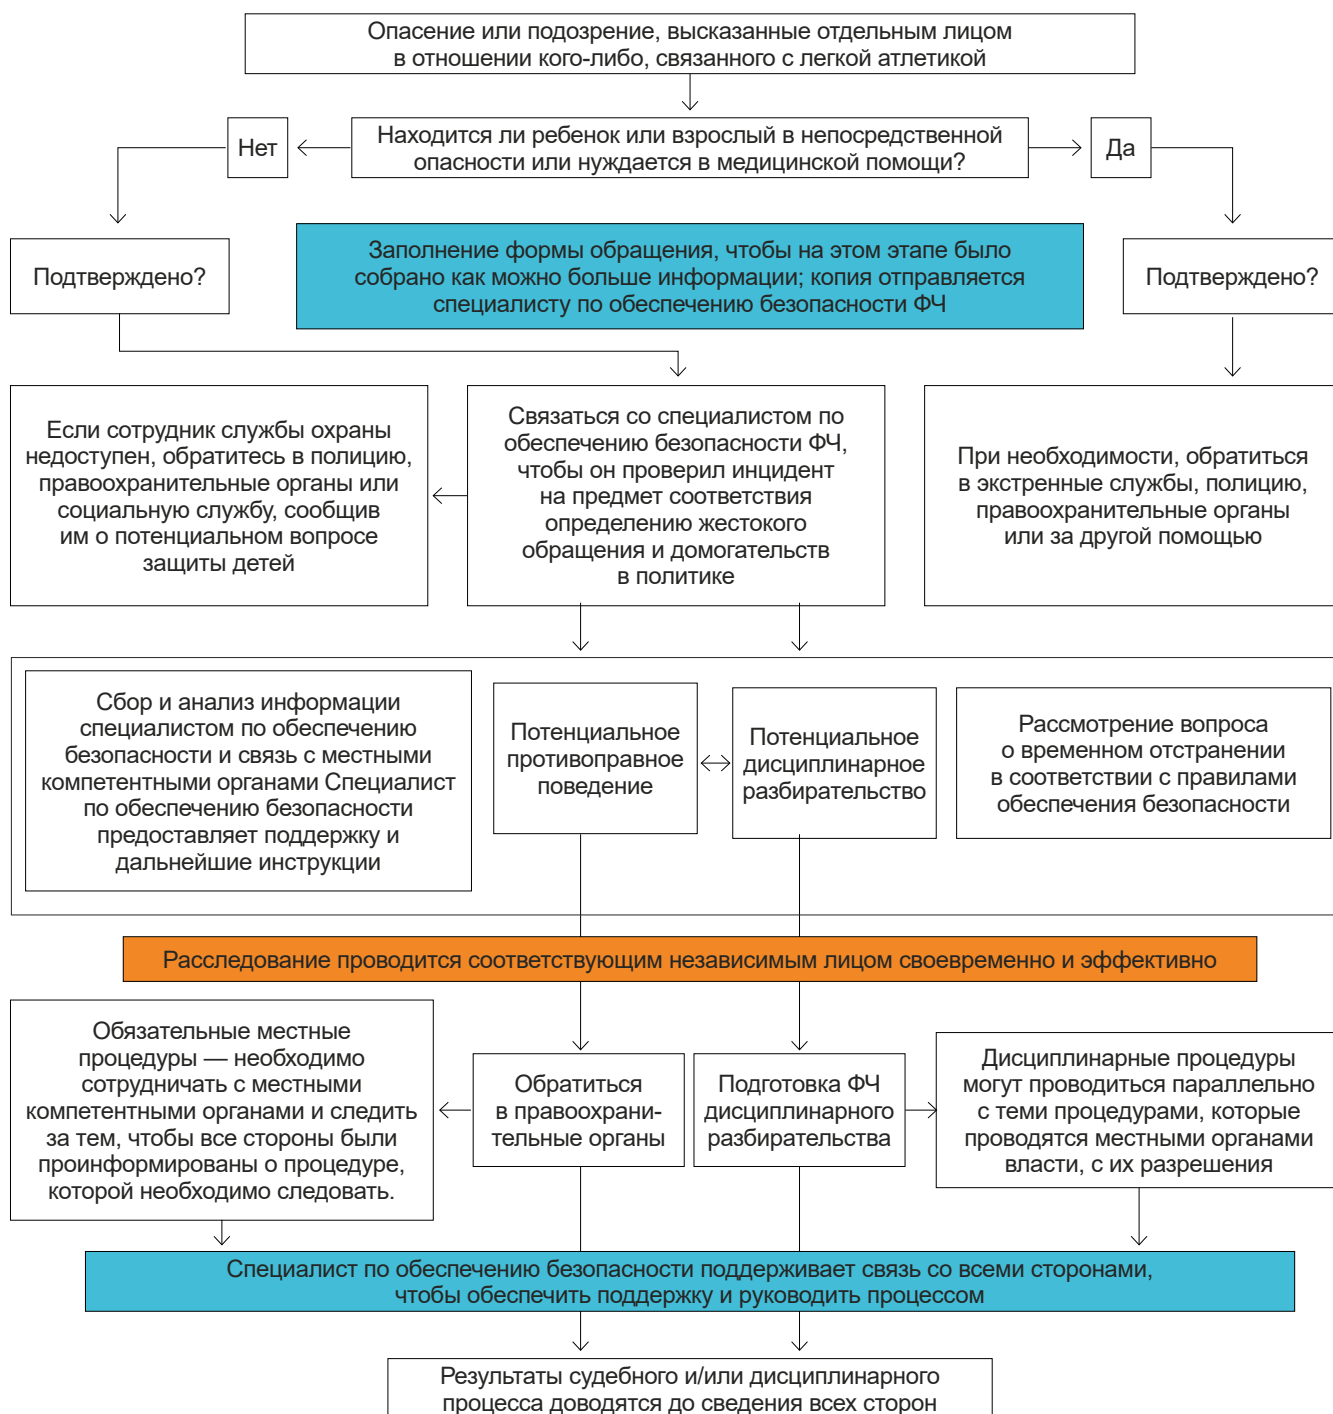 Опасение или подозрение, высказанные отдельным лицом
в отношении кого-либо, связанного с легкой атлетикой
Нет
Находится ли ребенок или взрослый в непосредственной
опасности или нуждается в медицинской помощи?
Да
Подтверждено?
Заполнение формы обращения, чтобы на этом этапе было
собрано как можно больше информации; копия отправляется
специалисту по обеспечению безопасности ФЧ
Подтверждено?
Если сотрудник службы охраны
недоступен, обратитесь в полицию,
правоохранительные органы или
социальную службу, сообщив
им о потенциальном вопросе
защиты детей
Связаться со специалистом по
обеспечению безопасности ФЧ,
чтобы он проверил инцидент
на предмет соответствия
определению жестокого
обращения и домогательств
в политике
При необходимости, обратиться
в экстренные службы, полицию,
правоохранительные органы
или за другой помощью
Сбор и анализ информации
специалистом по обеспечению
безопасности и связь с местными
компетентными органами Специалист
по обеспечению безопасности
предоставляет поддержку и
дальнейшие инструкции
Потенциальное
противоправное
поведение
Потенциальное
дисциплинарное
разбирательство
Рассмотрение вопроса
о временном отстранении
в соответствии с правилами
обеспечения безопасности
Расследование проводится соответствующим независимым лицом своевременно и эффективно
Обязательные местные
процедуры — необходимо
сотрудничать с местными
компетентными органами и следить
за тем, чтобы все стороны были
проинформированы о процедуре,
которой необходимо следовать.
Обратиться
в правоохрани-
тельные органы
Подготовка ФЧ
дисциплинарного
разбирательства
Дисциплинарные процедуры
могут проводиться параллельно
с теми процедурами, которые
проводятся местными органами
власти, с их разрешения
Специалист по обеспечению безопасности поддерживает связь со всеми сторонами,
чтобы обеспечить поддержку и руководить процессом
Результаты судебного и/или дисциплинарного
процесса доводятся до сведения всех сторон